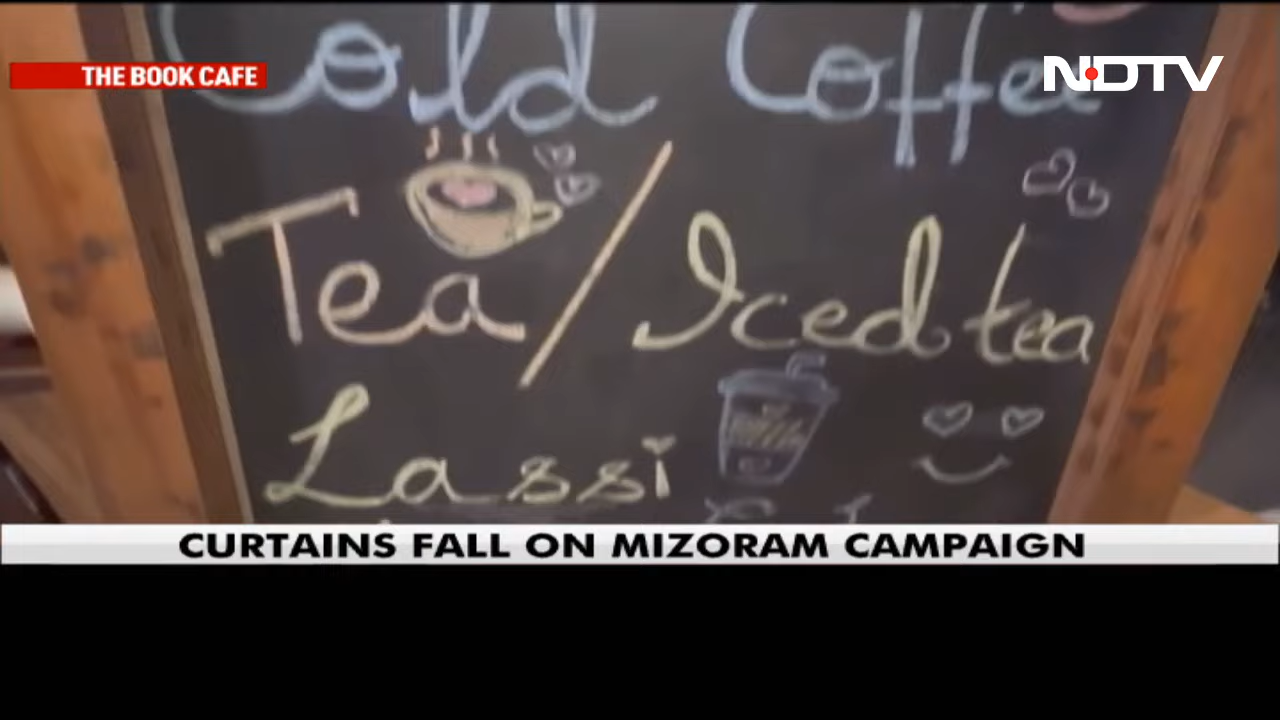 Cold Coffee
THE BOOK CAFE
NDTV
Tea/Iced tea
Lassi
CURTAINS FALL ON MIZORAM CAMPAIGN